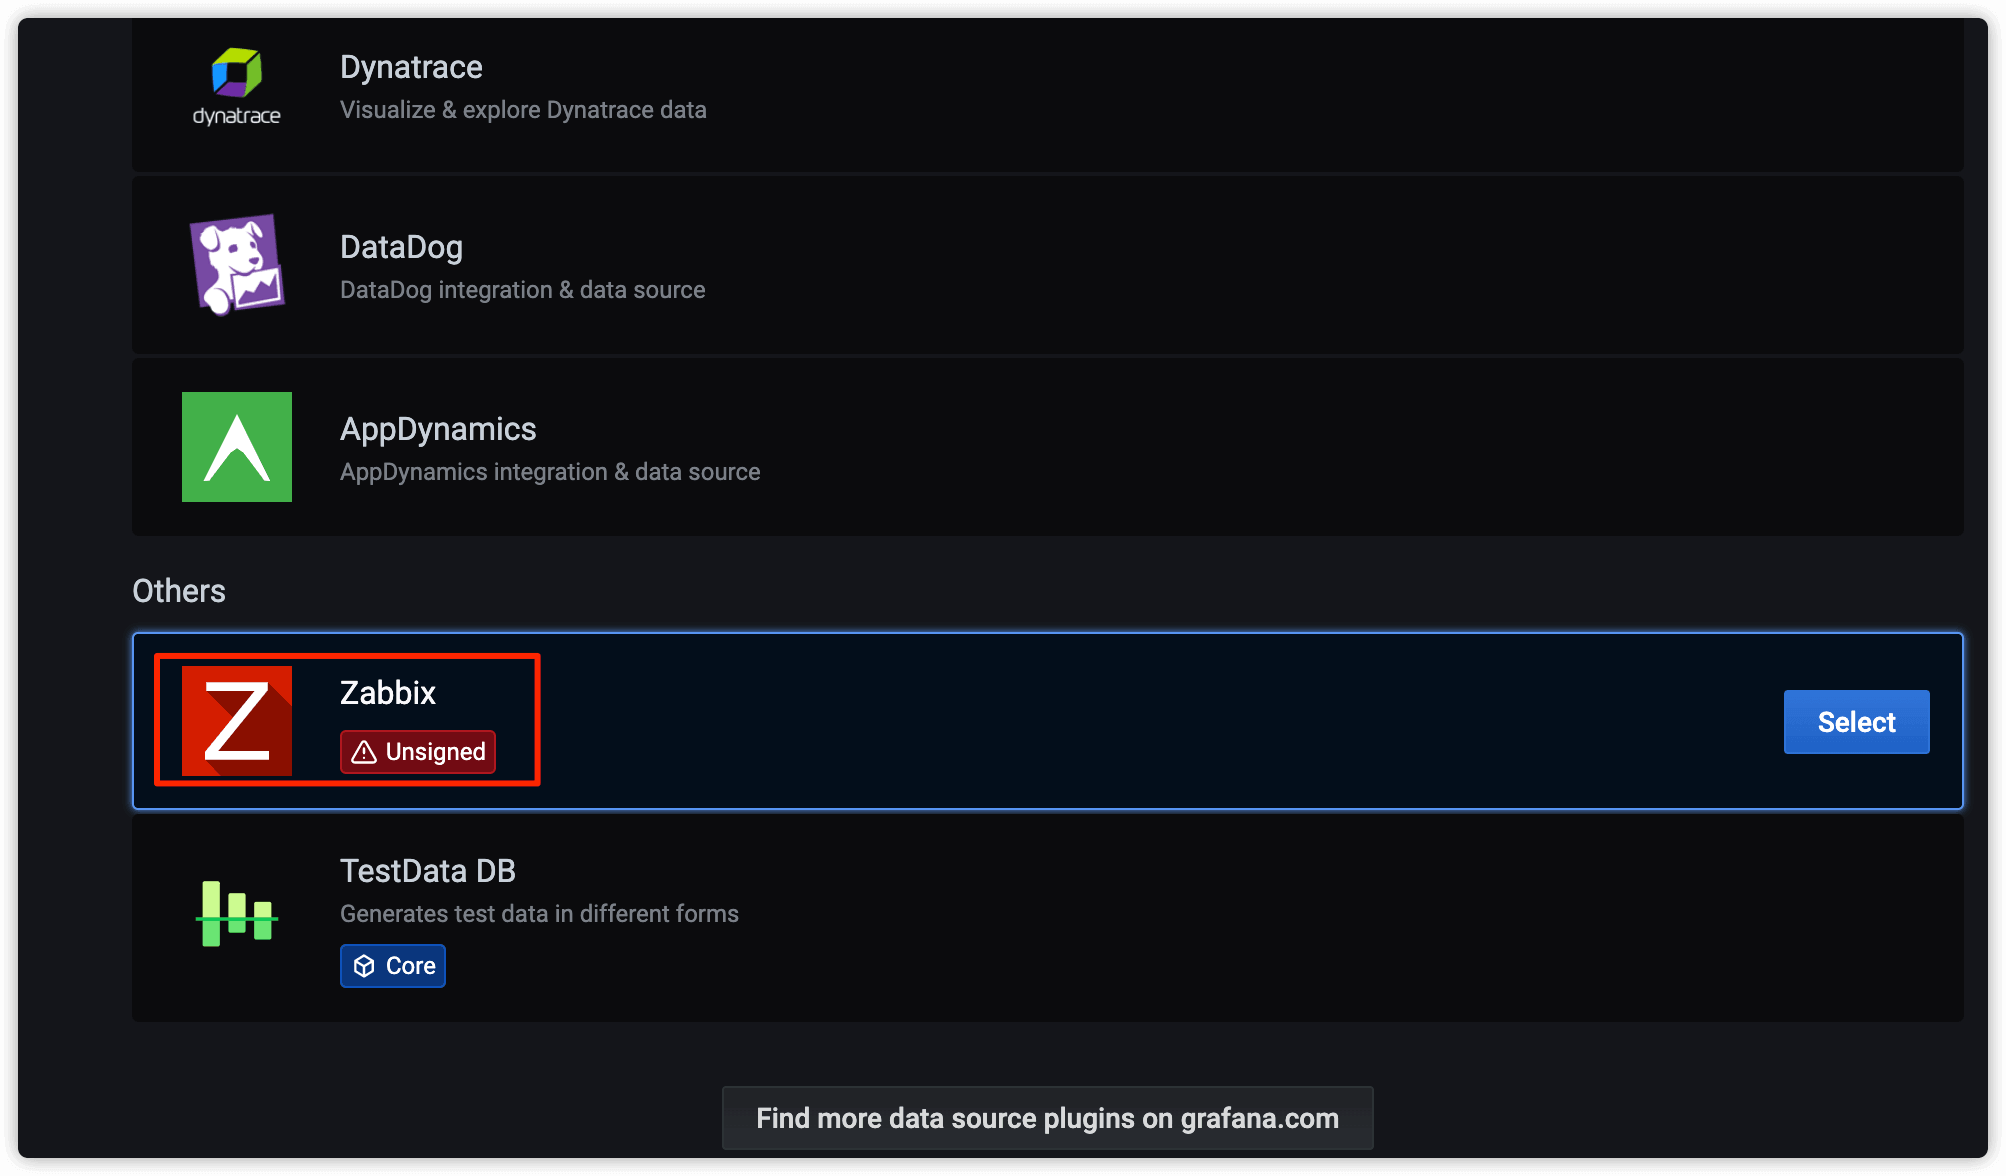 dynatrace
Dynatrace
Visualize & explore Dynatrace data
DataDog
DataDog integration & data source
AppDynamics
AppDynamics integration & data source
Others
Z
Zabbix
Unsigned
Select
TestData DB
Generates test data in different forms
Core
Find more data source plugins on grafana.com